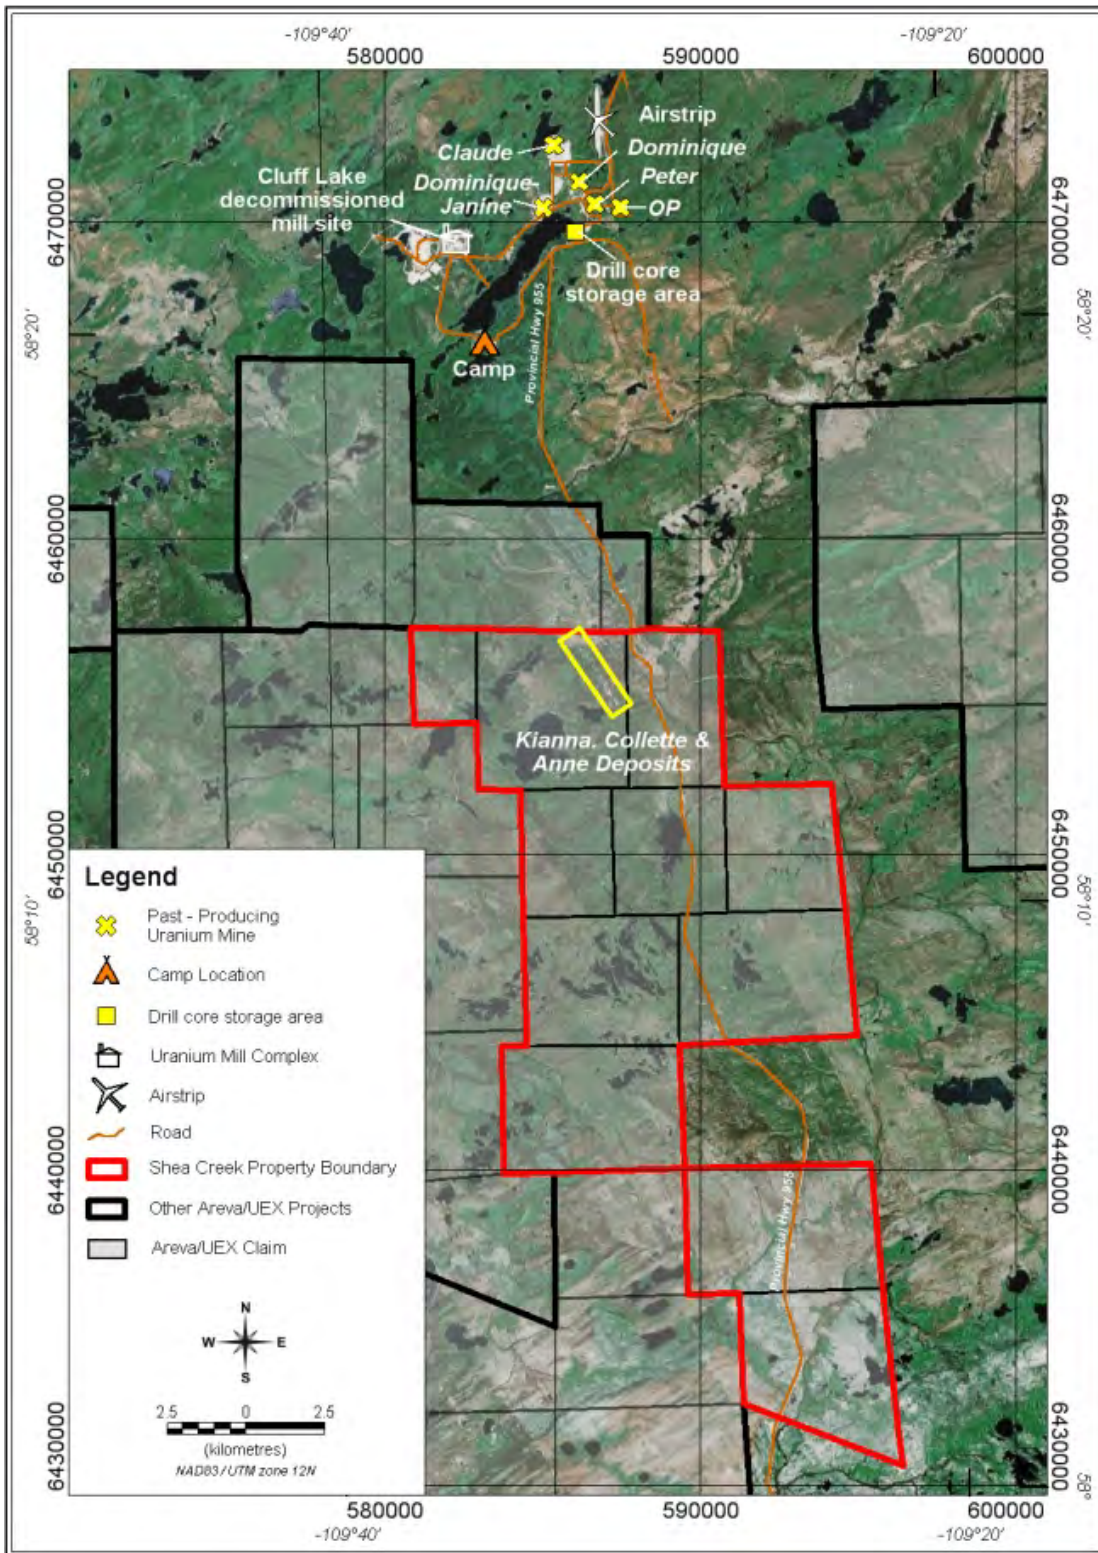 -109°40'
-109°20'
580000
590000
600000
Airstrip
Claude
Dominique
Peter
Cluff Lake
decommissioned
mill site
Dominique
Janine
OP
6470000
6470000
Drill core
storage area
58°20'
58°20'
Provincial Hwy 955
Camp
6460000
6460000
Kianna. Collette &
Anne Deposits
6450000
6450000
58°10'
58°10'
Legend
Past - Producing
Uranium Mine
Camp Location
Drill core storage area
Uranium Mill Complex
Airstrip
Road
Shea Creek Property Boundary
Other Areva/UEX Projects
Areva/UEX Claim
6440000
6440000
Provincial Hwy 955
N
W
E
S
2.5
0
2.5
(kilometres)
NAD83 / UTM zone 12N
6430000
6430000
58°
580000
590000
600000
-109°40'
-109°20'